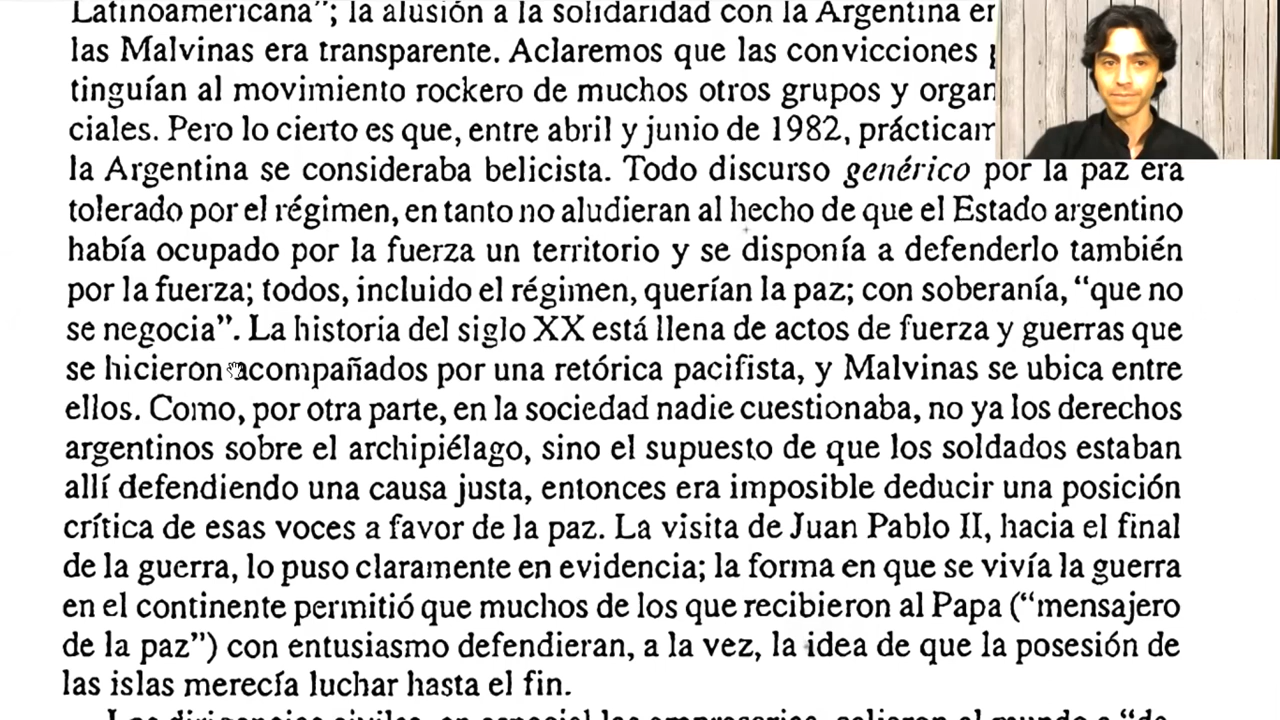 Latinoamericana”; la alusión a la solidaridad con la Argentina en
las Malvinas era transparente. Aclaremos que las convicciones
tinguían al movimiento rockero de muchos otros grupos y organ
ciales. Pero lo cierto es que, entre abril y junio de 1982, prácticam
la Argentina se consideraba belicista. Todo discurso genérico por la paz era
tolerado por el régimen, en tanto no aludieran al hecho de que el Estado argentino
había ocupado por la fuerza un territorio y se disponía a defenderlo también
por la fuerza; todos, incluido el régimen, querían la paz; con soberanía, “que no
se negocia”. La historia del siglo XX está llena de actos de fuerza y guerras que
se hicieron acompañados por una retórica pacifista, y Malvinas se ubica entre
ellos. Como, por otra parte, en la sociedad nadie cuestionaba, no ya los derechos
argentinos sobre el archipiélago, sino el supuesto de que los soldados estaban
allí defendiendo una causa justa, entonces era imposible deducir una posición
crítica de esas voces a favor de la paz. La visita de Juan Pablo II, hacia el final
de la guerra, lo puso claramente en evidencia; la forma en que se vivía la guerra
en el continente permitió que muchos de los que recibieron al Papa (“mensajero
de la paz”) con entusiasmo defendieran, a la vez, la idea de que la posesión de
las islas merecía luchar hasta el fin.